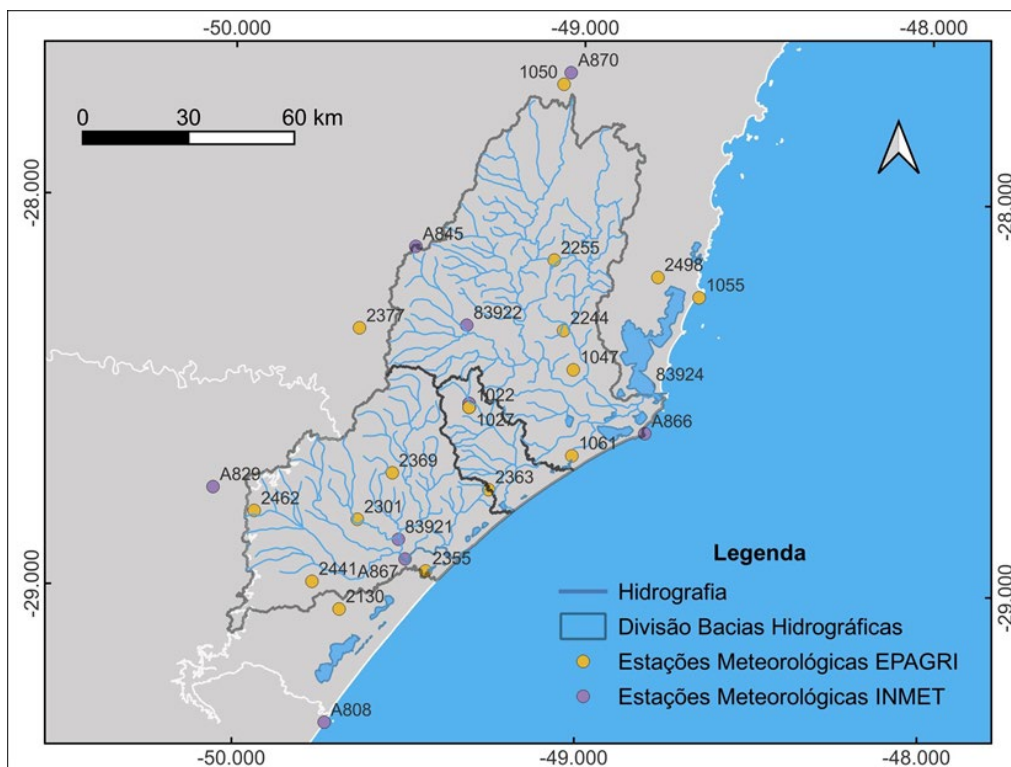 -50.000 -49.000 -48.000
1050 A870
0 30 60 km
-28.000 -28.000
A845
2255
2498
1055
2377
83922
2244
1047
83924
1022
1027
A866
1061
A829
2369
2363
2462
2301
83921
Legenda
A867 2355
2441
Hidrografia
-29.000 -29.000
2130
Divisão Bacias Hidrográficas
Estações Meteorológicas EPAGRI
Estações Meteorológicas INMET
A808
-50.000 -49.000 -48.000